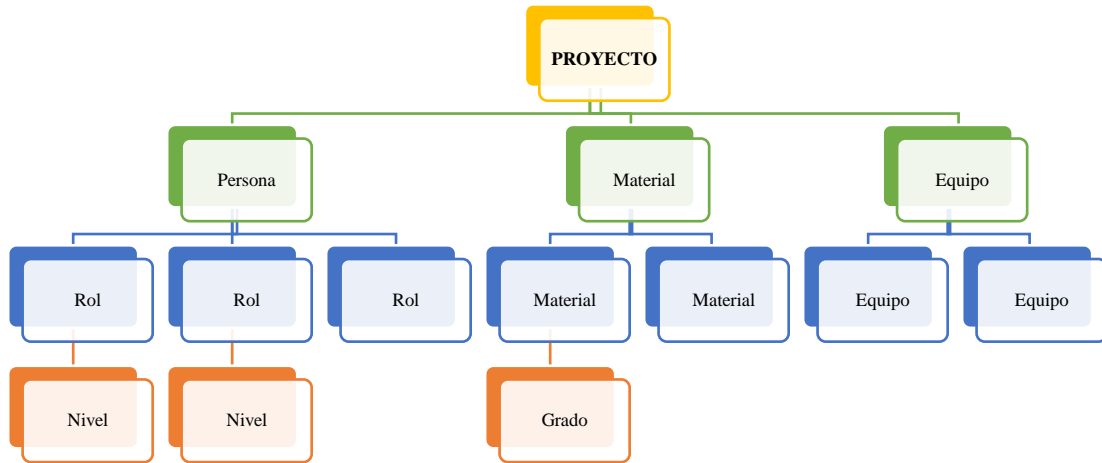 PROYECTO
Persona
Material
Equipo
Rol
Rol
Rol
Material
Material
Equipo
Equipo
Nivel
Nivel
Grado